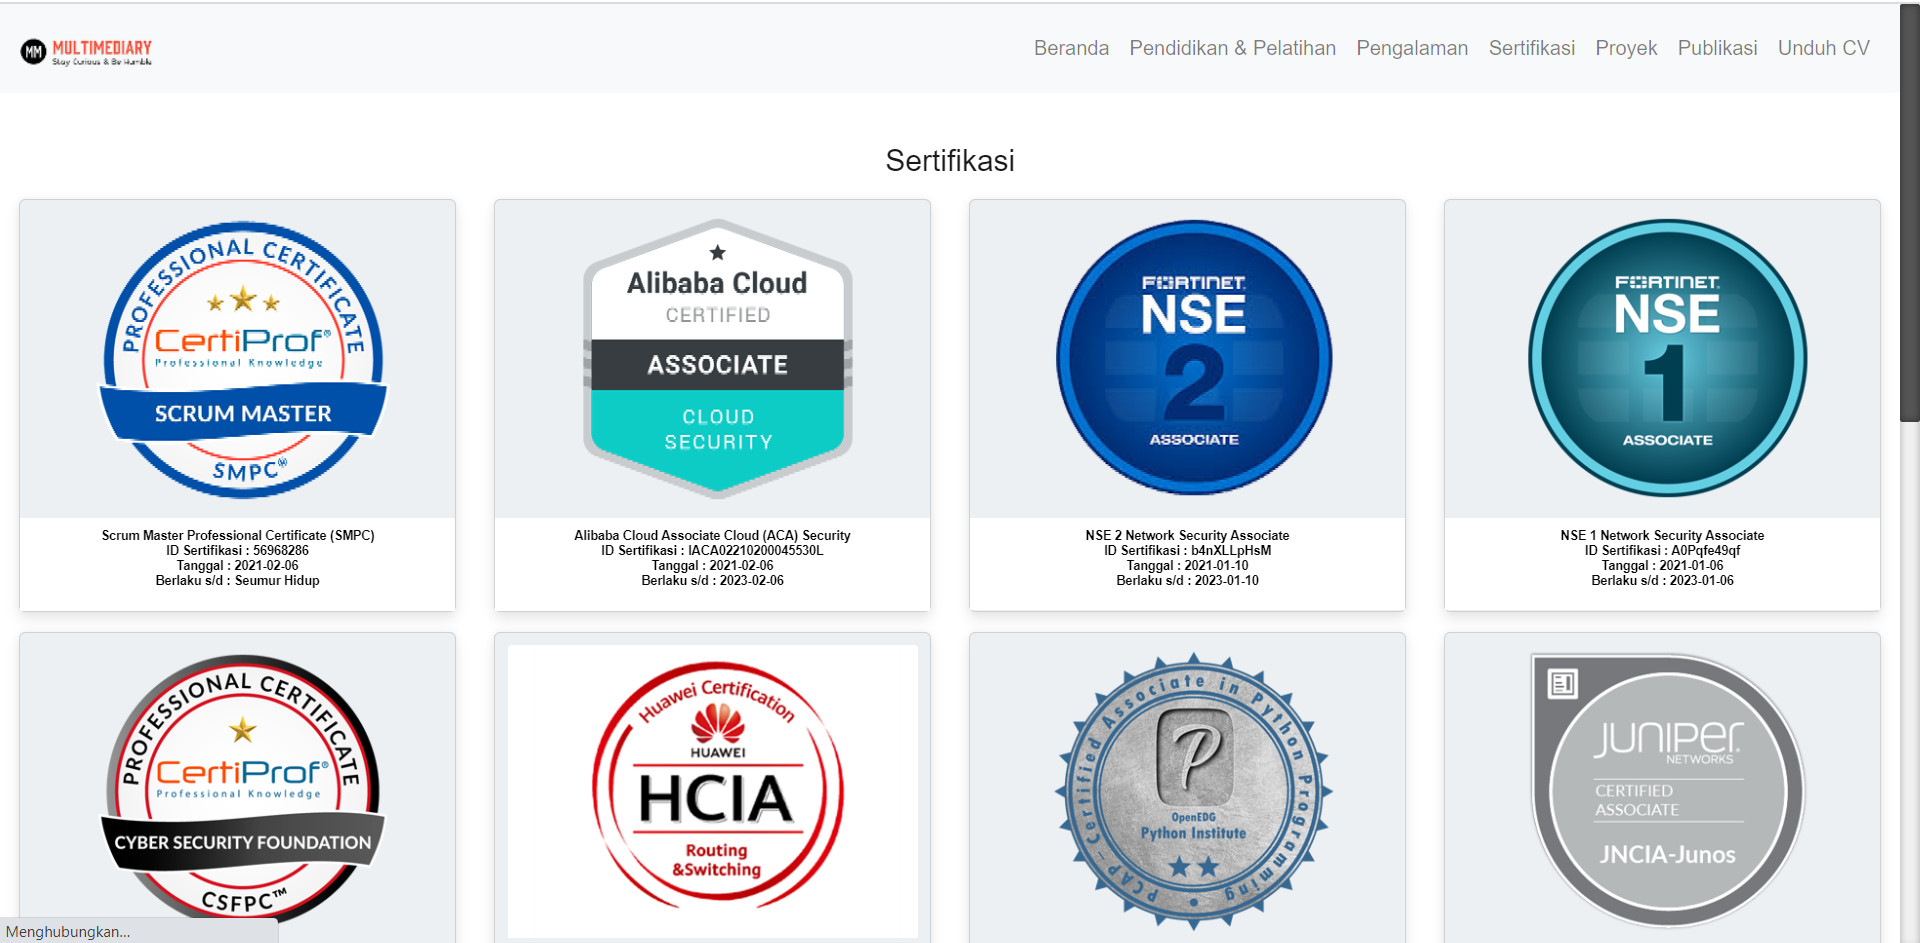 MM MULTIMEDIARY
Stay Curious & Be Humble
Beranda Pendidikan & Pelatihan Pengalaman Sertifikasi Proyek Publikasi Unduh CV
Sertifikasi
PROFESSIONAL CERTIFICATE
CertiProf®
Professional Knowledge
SCRUM MASTER
SMPC®
Scrum Master Professional Certificate (SMPC)
ID Sertifikasi : 56968286
Tanggal : 2021-02-06
Berlaku s/d : Seumur Hidup
Alibaba Cloud
CERTIFIED
ASSOCIATE
CLOUD
SECURITY
Alibaba Cloud Associate Cloud (ACA) Security
ID Sertifikasi : IACA02210200045530L
Tanggal : 2021-02-06
Berlaku s/d : 2023-02-06
FORTINET
NSE
2
ASSOCIATE
NSE 2 Network Security Associate
ID Sertifikasi : b4nXLLpHsM
Tanggal : 2021-01-10
Berlaku s/d : 2023-01-10
FORTINET
NSE
1
ASSOCIATE
NSE 1 Network Security Associate
ID Sertifikasi : A0Pqfe49qf
Tanggal : 2021-01-06
Berlaku s/d : 2023-01-06
PROFESSIONAL CERTIFICATE
CertiProf®
Professional Knowledge
CYBER SECURITY FOUNDATION
CSFPC™
Huawei Certification
HUAWEI
HCIA
Routing
&Switching
PCAP-Certified Associate in Python Programming
P
OpenEDG
Python Institute
JUNIPER
NETWORKS
CERTIFIED
ASSOCIATE
JNCIA-Junos
Menghubungkan...